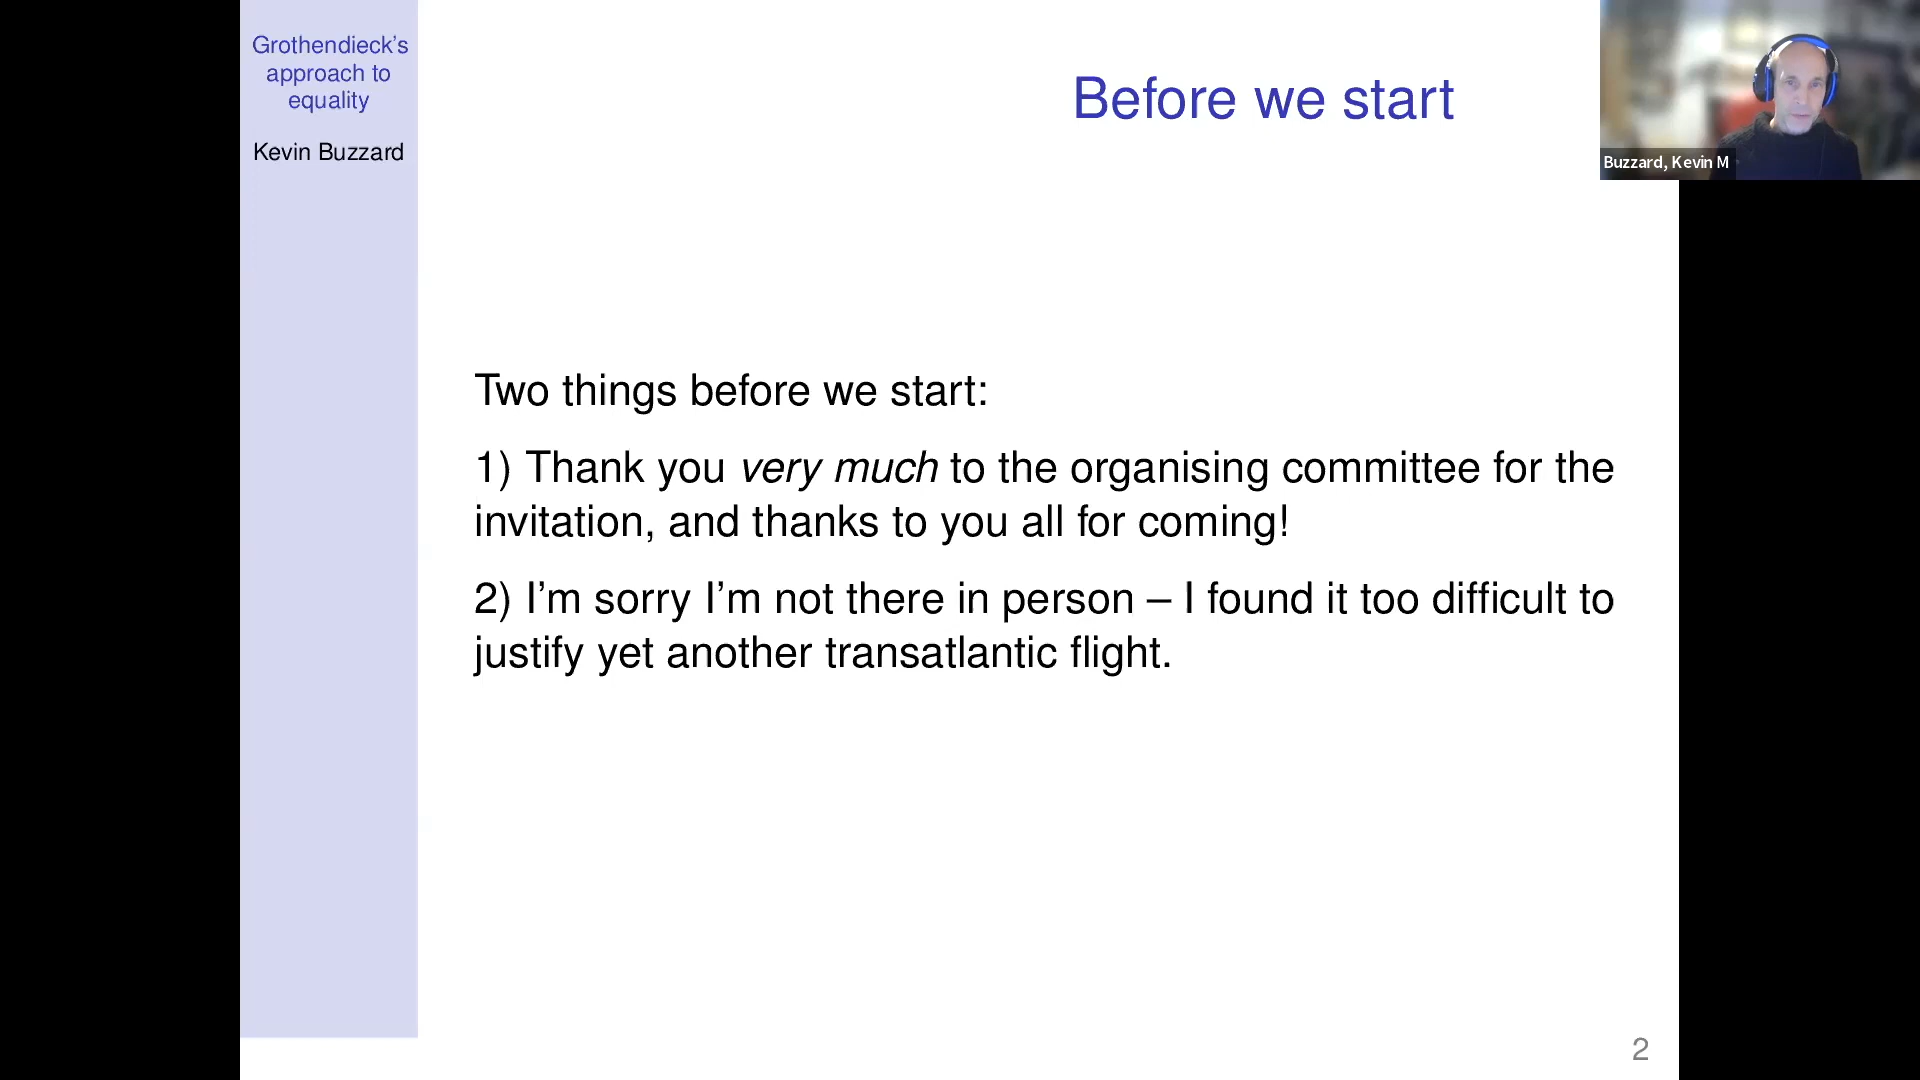 Grothendieck's
approach to
equality
Kevin Buzzard
Before we start
Buzzard, Kevin M
Two things before we start:
1) Thank you very much to the organising committee for the
invitation, and thanks to you all for coming!
2) I'm sorry I'm not there in person – I found it too difficult to
justify yet another transatlantic flight.
2